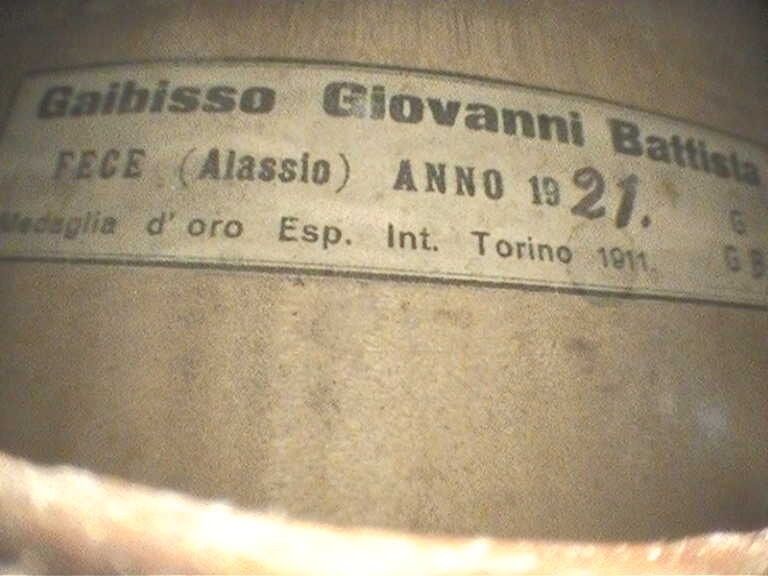 Gaibisso Giovanni Battista
FECE (Alassio) ANNO 1921. G
Medaglia d'oro Esp. Int. Torino 1911. G B